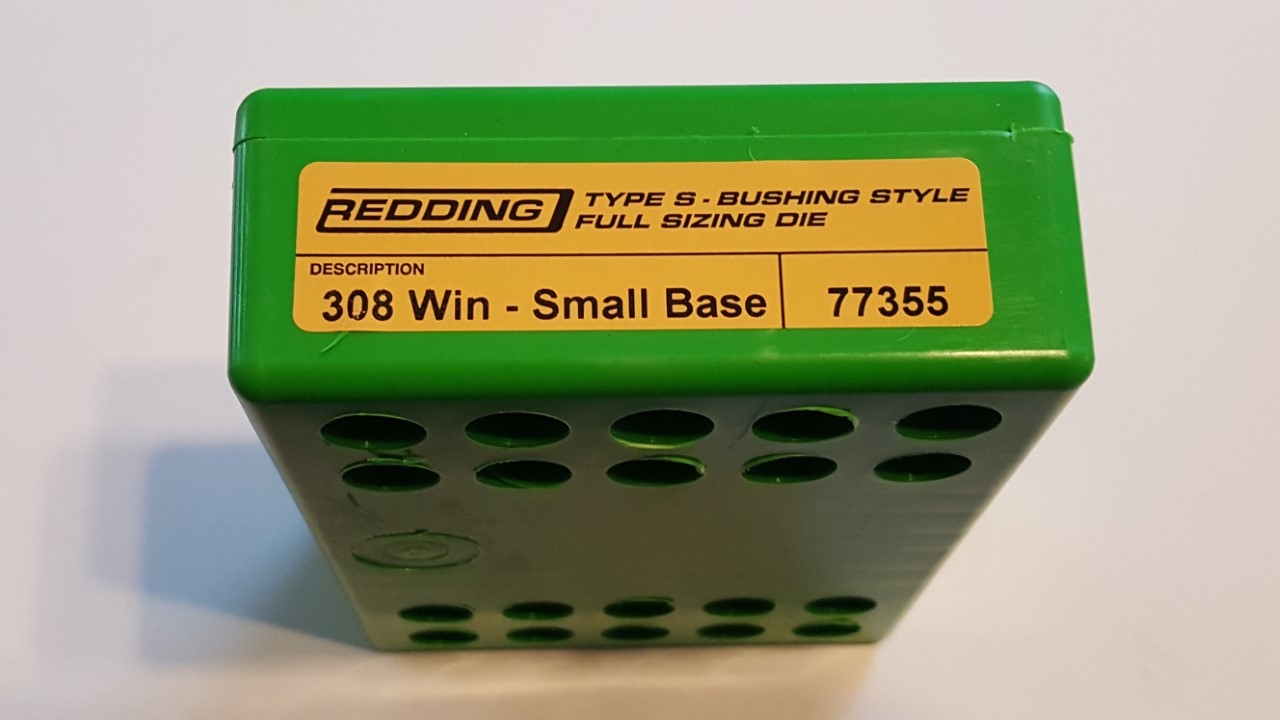 REDDING TYPE S - BUSHING STYLE
FULL SIZING DIE
DESCRIPTION
308 Win - Small Base 77355